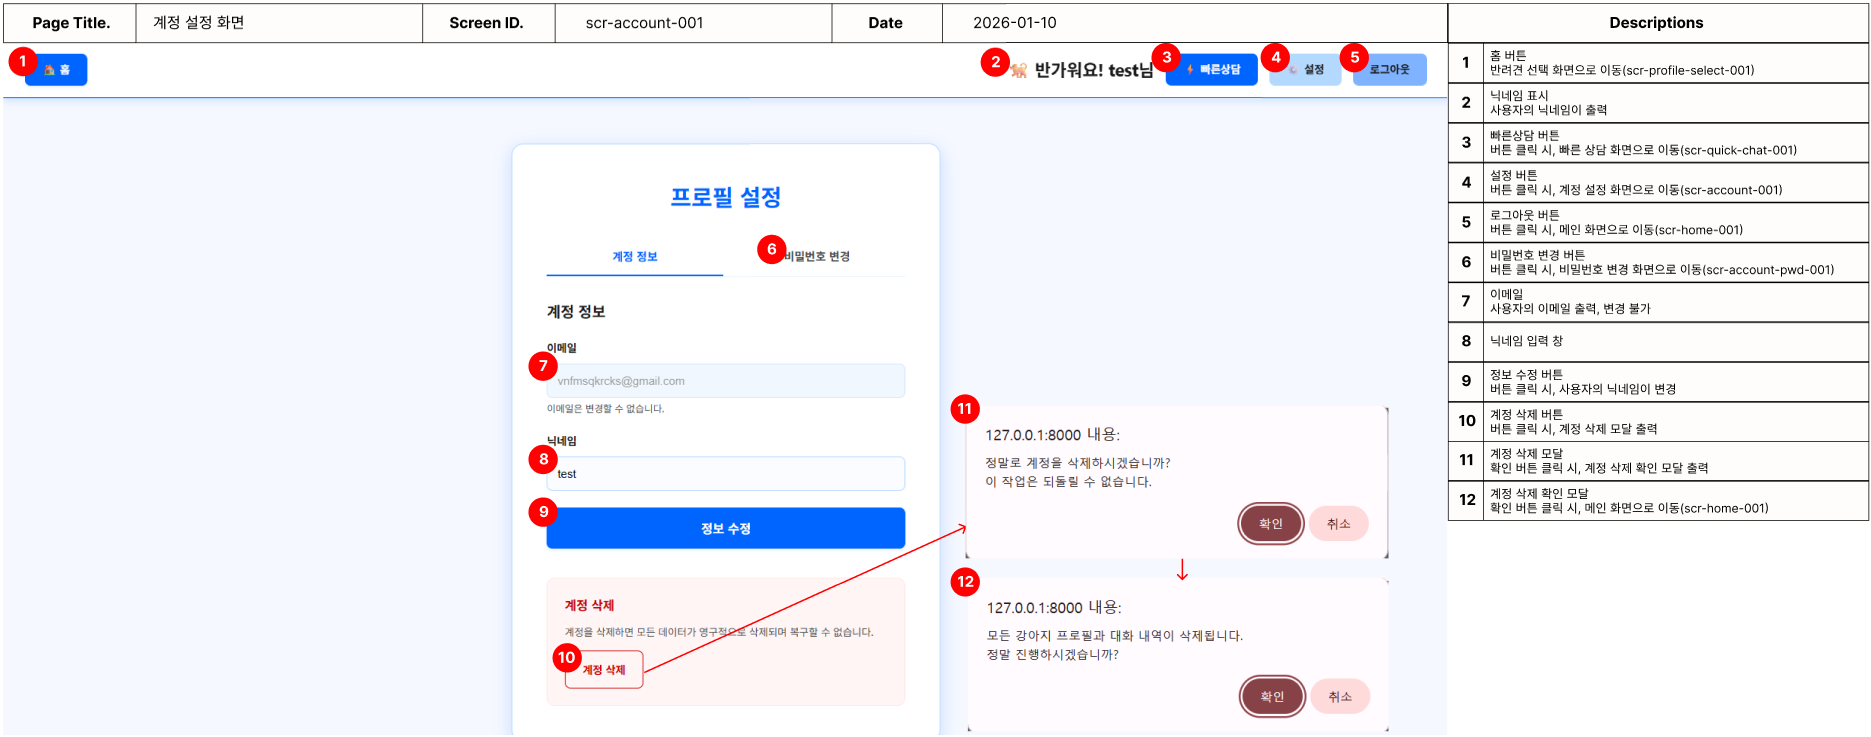 Page Title.
계정 설정 화면
Screen ID.
scr-account-001
Date
2026-01-10
Descriptions
1
홈
2
반가워요! test님
3
빠른상담
4
설정
5
로그아웃
프로필 설정
계정 정보
6
비밀번호 변경
계정 정보
이메일
7
vnfmsqkrcks@gmail.com
이메일은 변경할 수 없습니다.
닉네임
8
test
9
정보 수정
계정 삭제
계정을 삭제하면 모든 데이터가 영구적으로 삭제되며 복구할 수 없습니다.
10
계정 삭제
11
127.0.0.1:8000 내용:
정말로 계정을 삭제하시겠습니까?
이 작업은 되돌릴 수 없습니다.
확인
취소
12
127.0.0.1:8000 내용:
모든 강아지 프로필과 대화 내역이 삭제됩니다.
정말 진행하시겠습니까?
확인
취소
1
홈 버튼
반려견 선택 화면으로 이동(scr-profile-select-001)
2
닉네임 표시
사용자의 닉네임이 출력
3
빠른상담 버튼
버튼 클릭 시, 빠른 상담 화면으로 이동(scr-quick-chat-001)
4
설정 버튼
버튼 클릭 시, 계정 설정 화면으로 이동(scr-account-001)
5
로그아웃 버튼
버튼 클릭 시, 메인 화면으로 이동(scr-home-001)
6
비밀번호 변경 버튼
버튼 클릭 시, 비밀번호 변경 화면으로 이동(scr-account-pwd-001)
7
이메일
사용자의 이메일 출력, 변경 불가
8
닉네임 입력 창
9
정보 수정 버튼
버튼 클릭 시, 사용자의 닉네임이 변경
10
계정 삭제 버튼
버튼 클릭 시, 계정 삭제 모달 출력
11
계정 삭제 모달
확인 버튼 클릭 시, 계정 삭제 확인 모달 출력
12
계정 삭제 확인 모달
확인 버튼 클릭 시, 메인 화면으로 이동(scr-home-001)